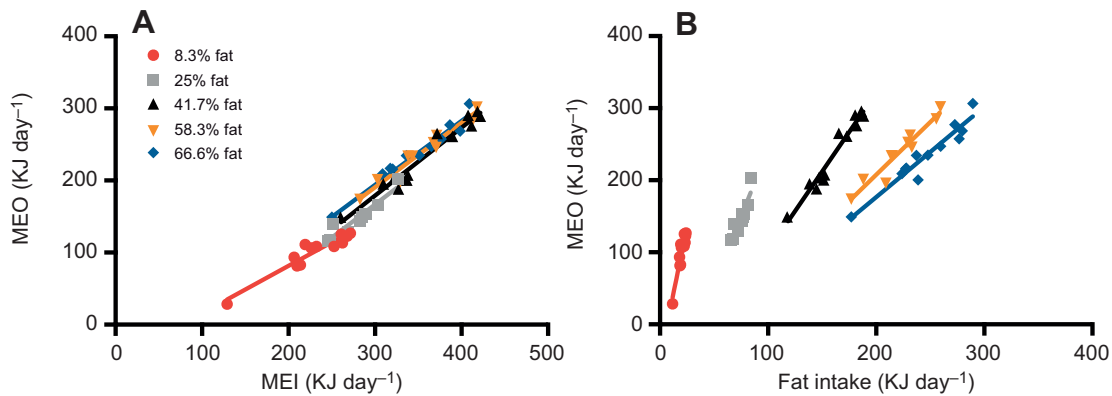 A
B
400
300
200
100
0
MEO (KJ day–1)
8.3% fat
25% fat
41.7% fat
58.3% fat
66.6% fat
0 100 200 300 400 500
MEI (KJ day–1)
400
300
200
100
0
MEO (KJ day–1)
0 100 200 300 400
Fat intake (KJ day–1)